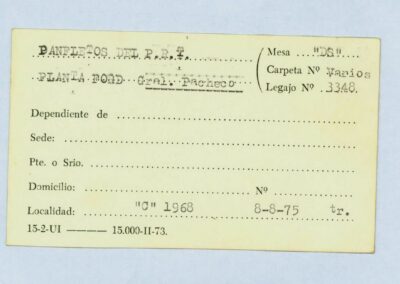 PANFLETOS DEL P.R.T.
PLANTA FOGD Gral. Pacheco
Mesa "DS"
Carpeta Nº Varios
Legajo Nº 3348.
Dependiente de
Sede:
Pte. o Srio.
Domicilio: Nº
Localidad: "C" 1968 8-8-75 tr.
15-2-UI ——— 15.000-II-73.